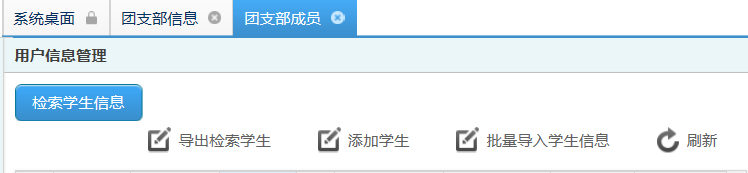 系统桌面 团支部信息 团支部成员
用户信息管理
检索学生信息
导出检索学生 添加学生 批量导入学生信息 刷新